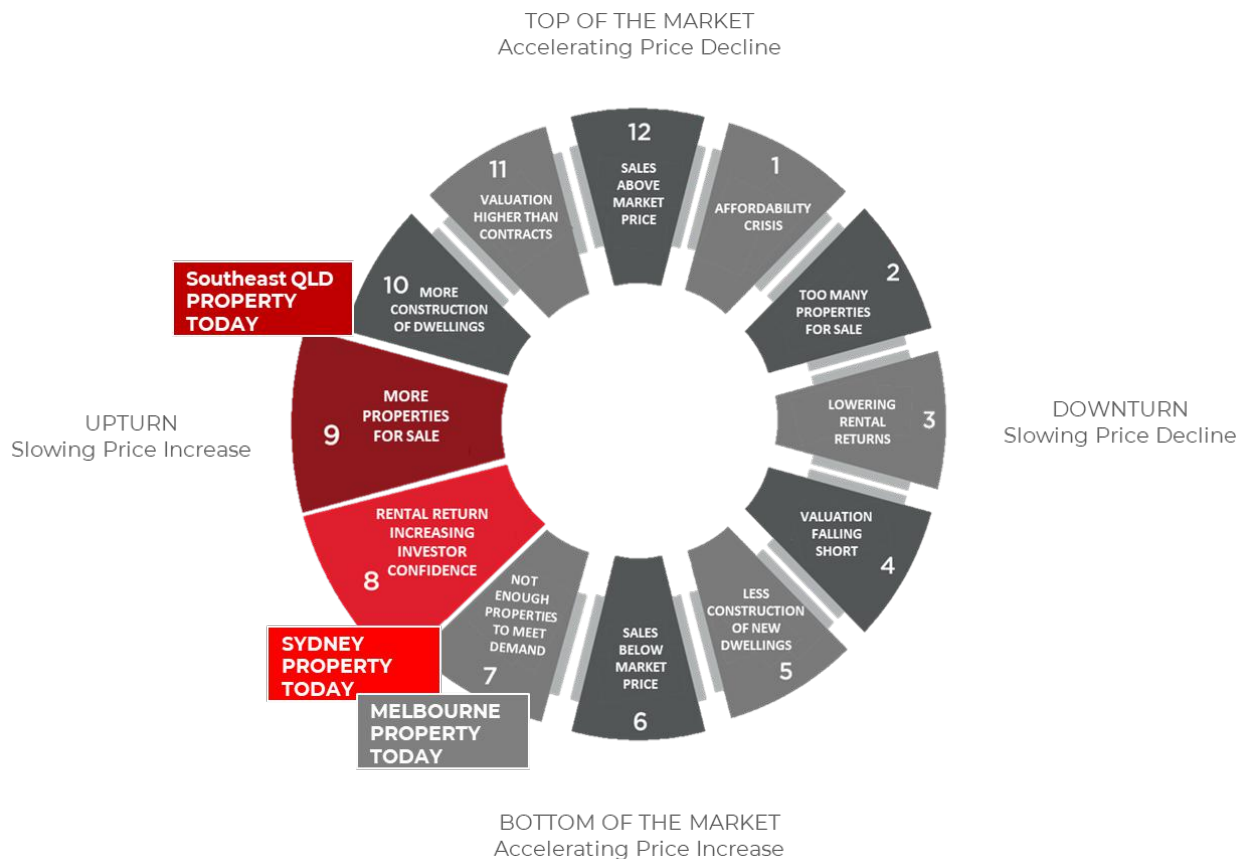 TOP OF THE MARKET
Accelerating Price Decline
12
SALES
ABOVE
MARKET
PRICE
1
AFFORDABILITY
CRISIS
2
TOO MANY
PROPERTIES
FOR SALE
LOWERING
RENTAL
RETURNS
3
DOWNTURN
Slowing Price Decline
VALUATION
FALLING
SHORT
4
LESS
CONSTRUCTION
OF NEW
DWELLINGS
5
SALES
BELOW
MARKET
PRICE
6
BOTTOM OF THE MARKET
Accelerating Price Increase
NOT
ENOUGH
PROPERTIES
TO MEET
DEMAND
7
MELBOURNE
PROPERTY
TODAY
RENTAL RETURN
INCREASING
INVESTOR
CONFIDENCE
8
SYDNEY
PROPERTY
TODAY
MORE
PROPERTIES
FOR SALE
9
UPTURN
Slowing Price Increase
Southeast QLD
PROPERTY
TODAY
10
MORE
CONSTRUCTION
OF DWELLINGS
11
VALUATION
HIGHER THAN
CONTRACTS